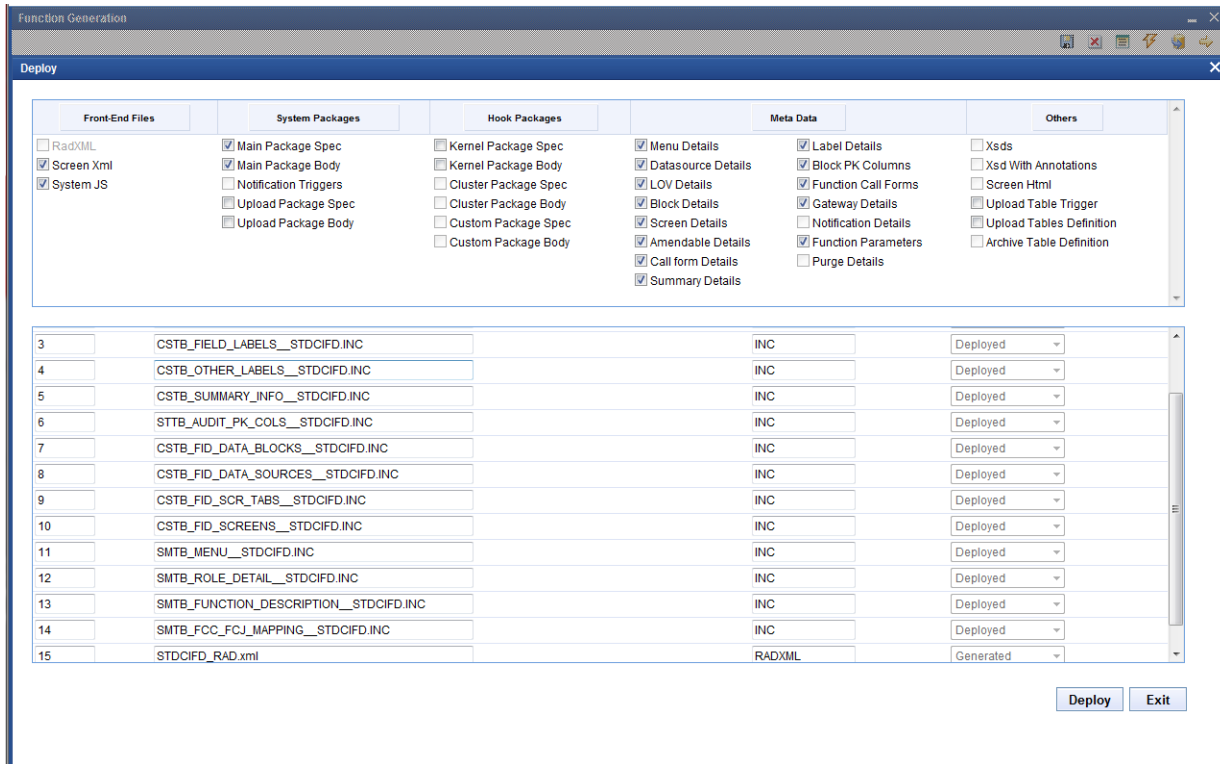 Function Generation
Deploy
Front-End Files System Packages Hook Packages Meta Data Others
RadXML Main Package Spec Kernel Package Spec Menu Details Label Details Xsds
Screen Xml Main Package Body Kernel Package Body Datasource Details Block PK Columns Xsd With Annotations
System JS Notification Triggers Cluster Package Spec LOV Details Function Call Forms Screen Html
Upload Package Spec Cluster Package Body Block Details Gateway Details Upload Table Trigger
Upload Package Body Custom Package Spec Screen Details Notification Details Upload Tables Definition
Custom Package Body Amendable Details Function Parameters Archive Table Definition
Call form Details Purge Details
Summary Details
3 CSTB_FIELD_LABELS__STDCIFD.INC INC Deployed
4 CSTB_OTHER_LABELS__STDCIFD.INC INC Deployed
5 CSTB_SUMMARY_INFO__STDCIFD.INC INC Deployed
6 STTB_AUDIT_PK_COLS__STDCIFD.INC INC Deployed
7 CSTB_FID_DATA_BLOCKS__STDCIFD.INC INC Deployed
8 CSTB_FID_DATA_SOURCES__STDCIFD.INC INC Deployed
9 CSTB_FID_SCR_TABS__STDCIFD.INC INC Deployed
10 CSTB_FID_SCREENS__STDCIFD.INC INC Deployed
11 SMTB_MENU__STDCIFD.INC INC Deployed
12 SMTB_ROLE_DETAIL__STDCIFD.INC INC Deployed
13 SMTB_FUNCTION_DESCRIPTION__STDCIFD.INC INC Deployed
14 SMTB_FCC_FCJ_MAPPING__STDCIFD.INC INC Deployed
15 STDCIFD_RAD.xml RADXML Generated
Deploy Exit